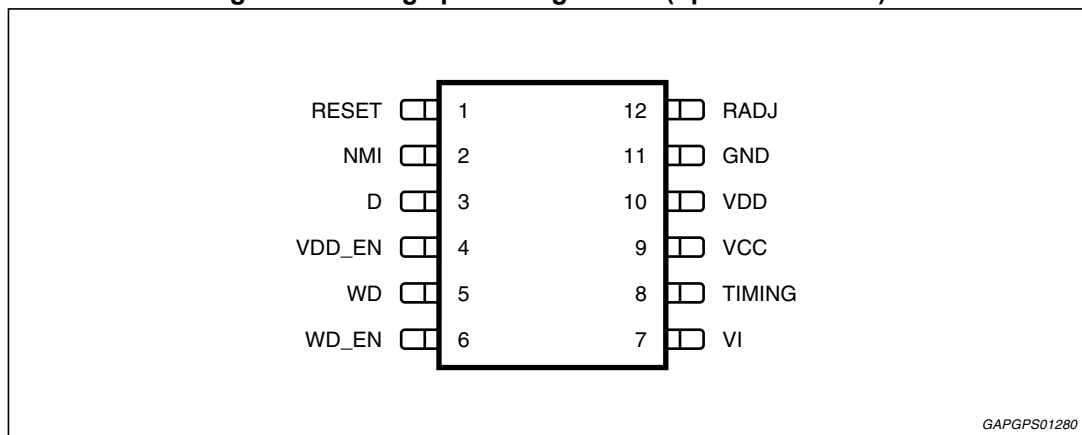 RESET 1 12 RADJ
NMI 2 11 GND
D 3 10 VDD
VDD_EN 4 9 VCC
WD 5 8 TIMING
WD_EN 6 7 VI
GAPGPS01280